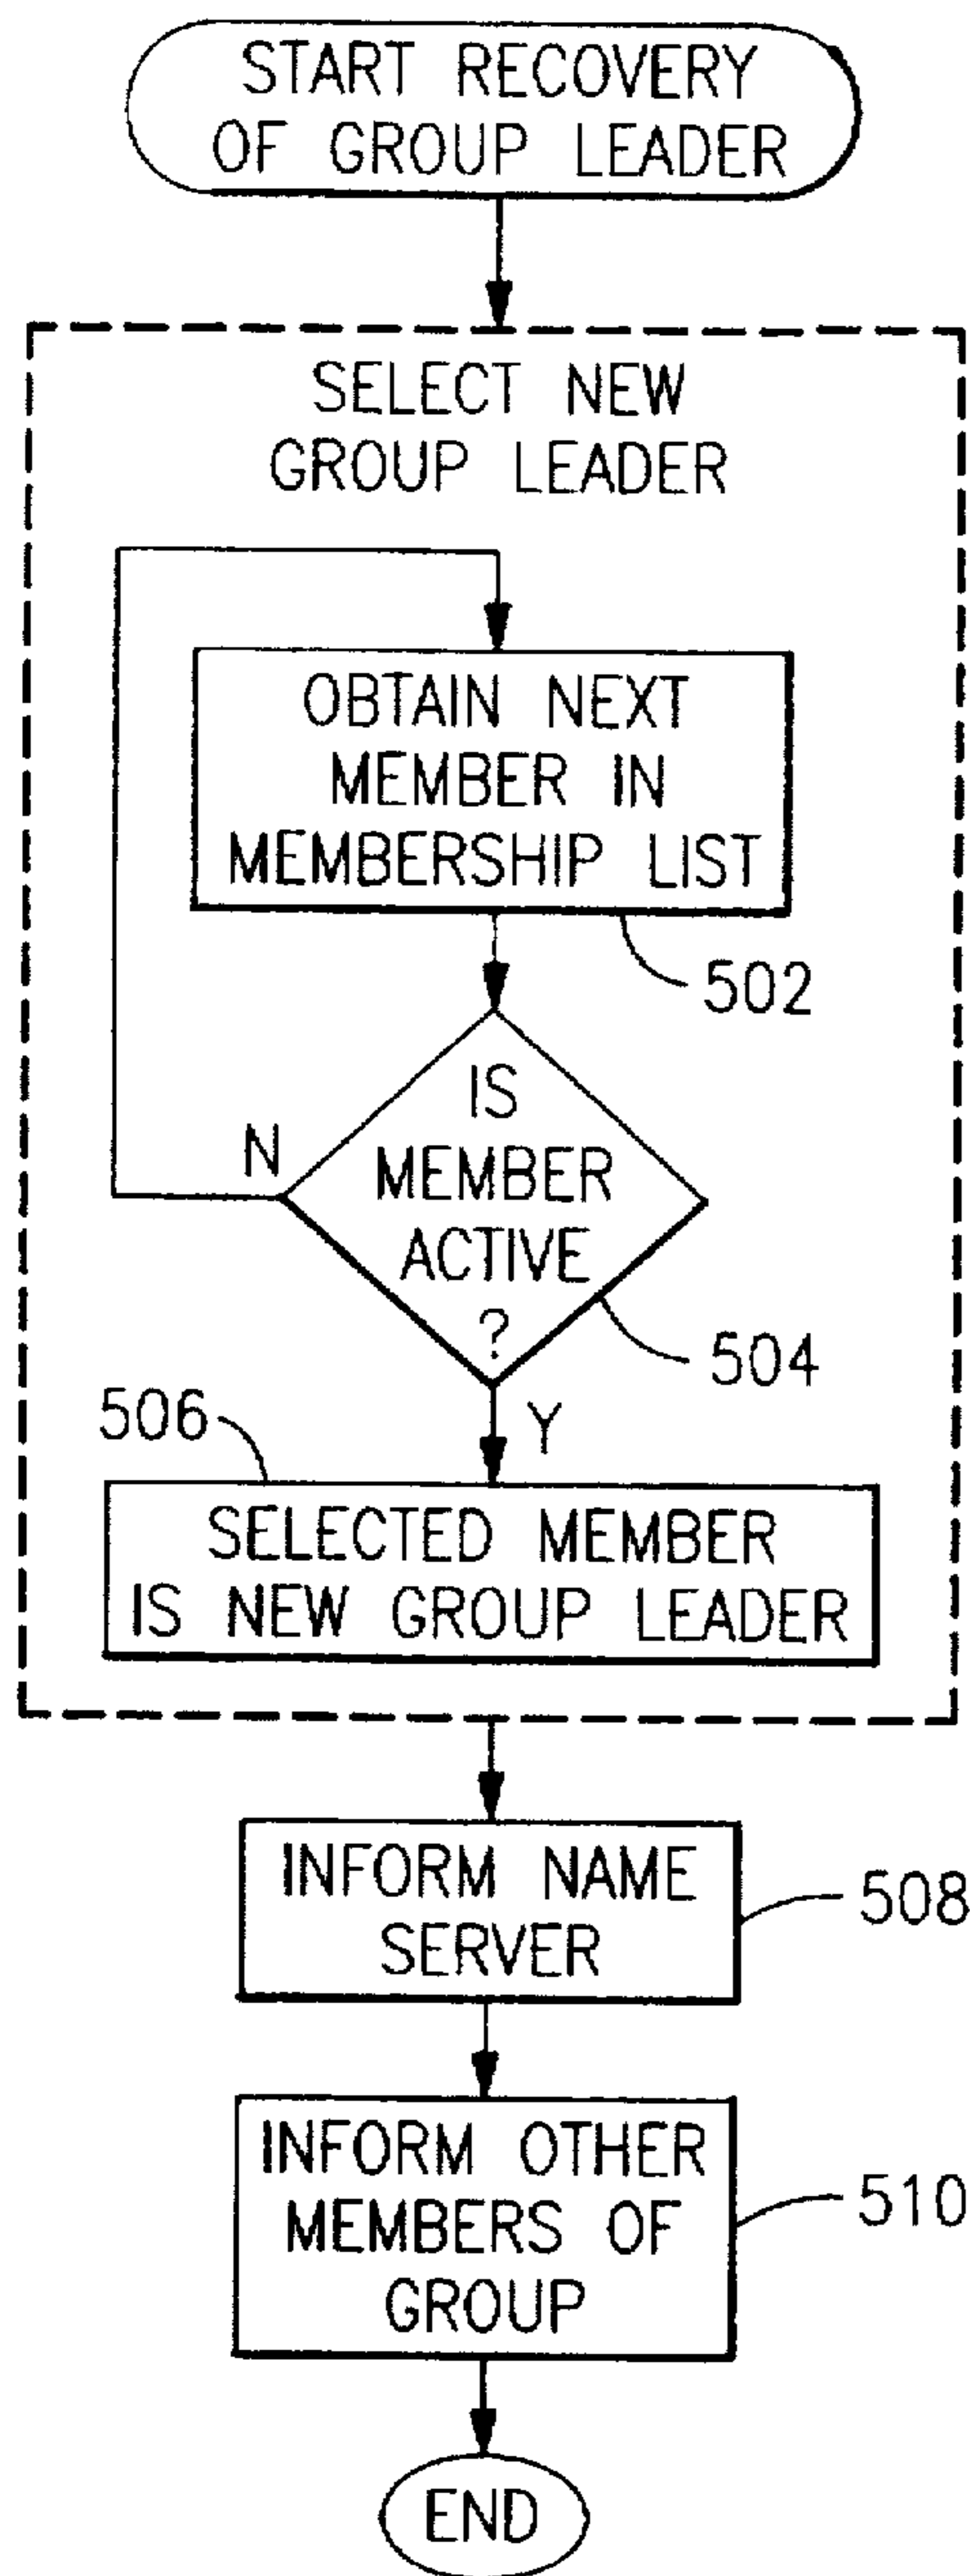 START RECOVERY
OF GROUP LEADER
SELECT NEW
GROUP LEADER
OBTAIN NEXT
MEMBER IN
MEMBERSHIP LIST
502
IS
MEMBER
ACTIVE
?
N
504
Y
506
SELECTED MEMBER
IS NEW GROUP LEADER
INFORM NAME
SERVER
508
INFORM OTHER
MEMBERS OF
GROUP
510
END